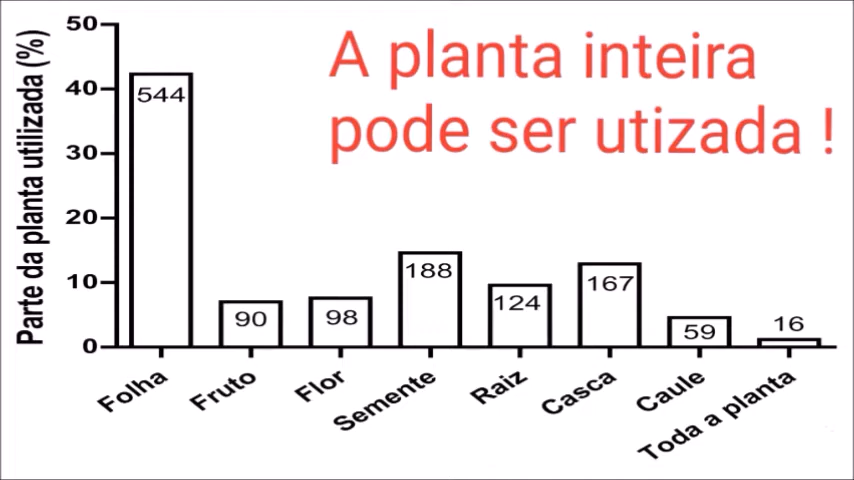 A planta inteira
pode ser utizada !
Parte da planta utilizada (%)
50
40
30
20
10
0
544
90
98
188
124
167
59
16
Folha
Fruto
Flor
Semente
Raiz
Casca
Caule
Toda a planta